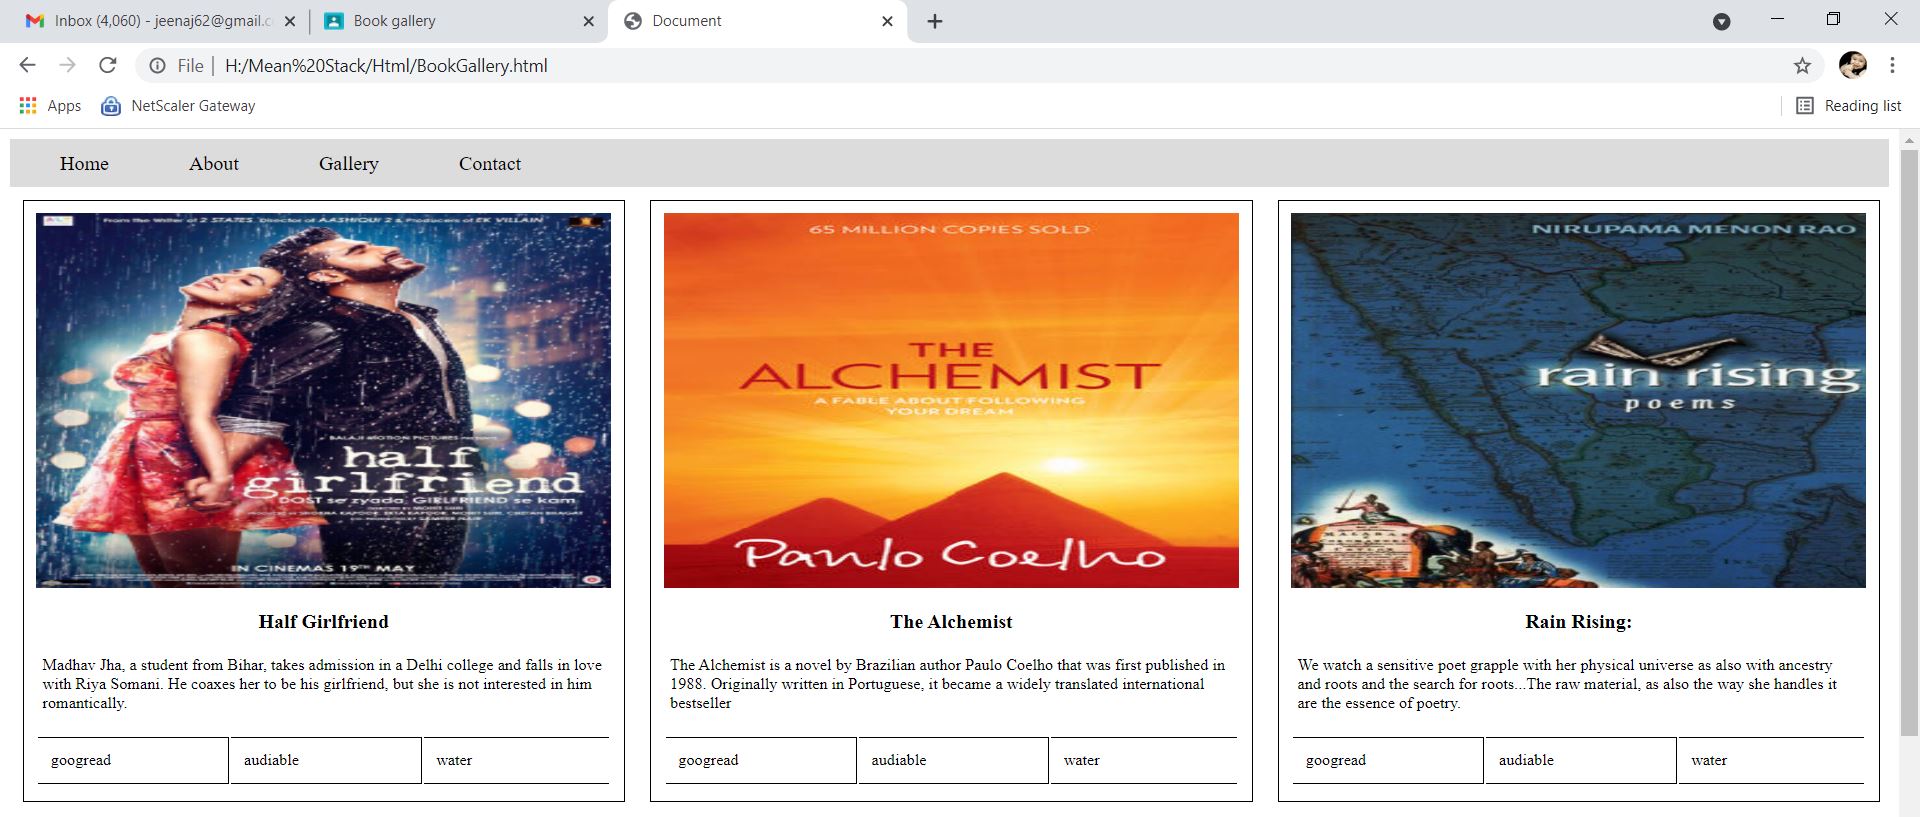 Inbox (4,060) - jeenaj62@gmail.c
Book gallery
Document
File
H:/Mean%20Stack/Html/BookGallery.html
Apps
NetScaler Gateway
Reading list
Home
About
Gallery
Contact
From the Writer of 2 STATES, Director of AASHIQUI 2 & Producers of EK VILLAIN
BALAJI MOTION PICTURES
half
girlfriend
DOST se zyada, GIRLFRIEND se kam
DIRECTED BY MOHIT SURI
IN CINEMAS 19TH MAY
65 MILLION COPIES SOLD
THE
ALCHEMIST
A FABLE ABOUT FOLLOWING
YOUR DREAM
Paulo Coelho
NIRUPAMA MENON RAO
rain rising
poems
Half Girlfriend
Madhav Jha, a student from Bihar, takes admission in a Delhi college and falls in love
with Riya Somani. He coaxes her to be his girlfriend, but she is not interested in him
romantically.
googread
audiable
water
The Alchemist
The Alchemist is a novel by Brazilian author Paulo Coelho that was first published in
1988. Originally written in Portuguese, it became a widely translated international
bestseller
googread
audiable
water
Rain Rising:
We watch a sensitive poet grapple with her physical universe as also with ancestry
and roots and the search for roots...The raw material, as also the way she handles it
are the essence of poetry.
googread
audiable
water